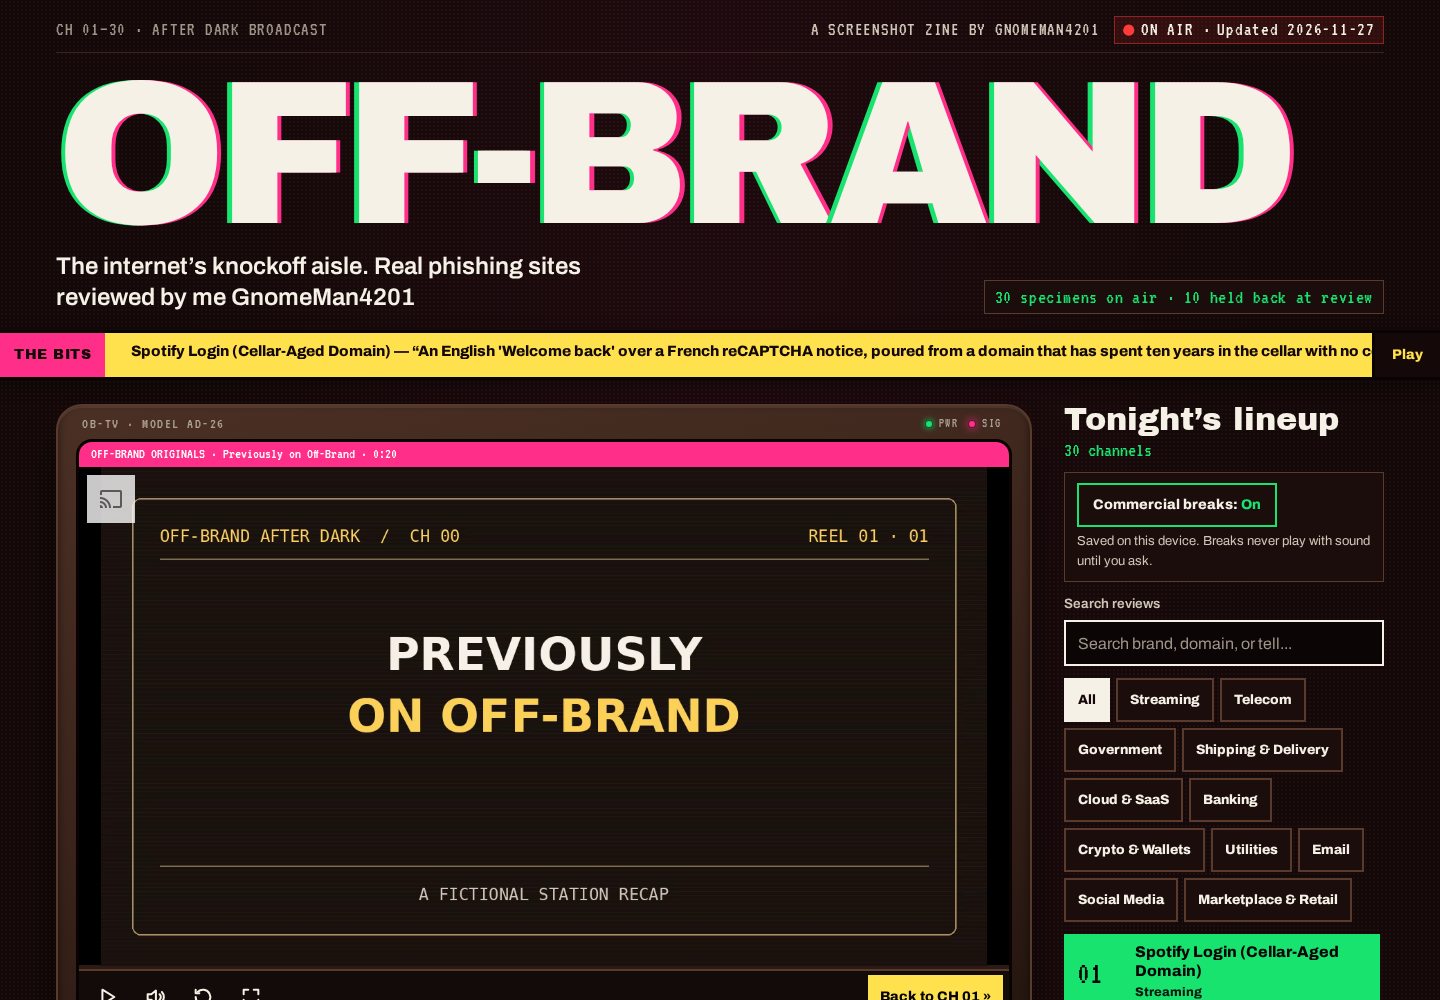 CH 01–30 · AFTER DARK BROADCAST
A SCREENSHOT ZINE BY GNOMEMAN4201
ON AIR · Updated 2026-11-27
OFF-BRAND
The internet’s knockoff aisle. Real phishing sites
reviewed by me GnomeMan4201
30 specimens on air · 10 held back at review
THE BITS
Spotify Login (Cellar-Aged Domain) — “An English 'Welcome back' over a French reCAPTCHA notice, poured from a domain that has spent ten years in the cellar with no c
Play
OB-TV · MODEL AD-26
PWR
SIG
OFF-BRAND ORIGINALS · Previously on Off-Brand · 0:20
OFF-BRAND AFTER DARK / CH 00
REEL 01 · 01
PREVIOUSLY
ON OFF-BRAND
A FICTIONAL STATION RECAP
Back to CH 01 »
Tonight’s lineup
30 channels
Commercial breaks: On
Saved on this device. Breaks never play with sound
until you ask.
Search reviews
Search brand, domain, or tell…
All
Streaming
Telecom
Government
Shipping & Delivery
Cloud & SaaS
Banking
Crypto & Wallets
Utilities
Email
Social Media
Marketplace & Retail
01
Spotify Login (Cellar-Aged
Domain)
Streaming